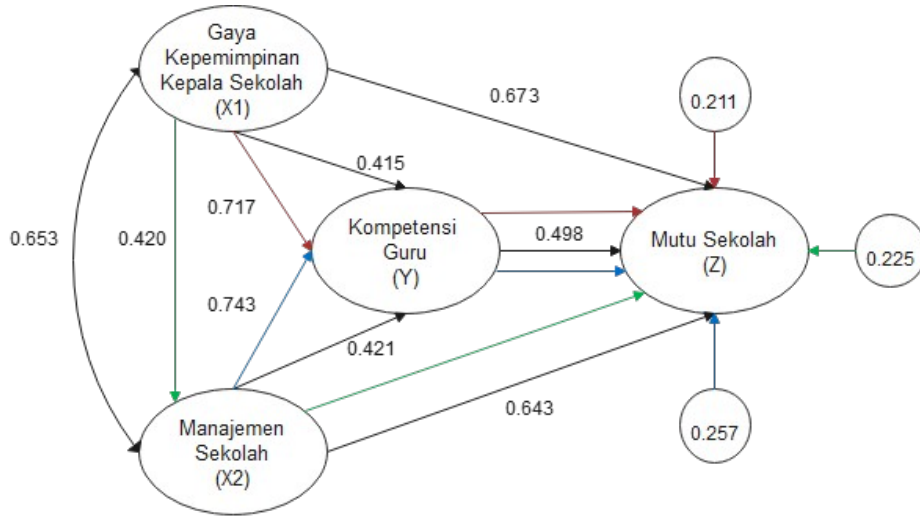 Gaya
Kepemimpinan
Kepala Sekolah
(X1)
0.211
0.673
0.415
0.717
Kompetensi
Guru
(Y)
0.498
Mutu Sekolah
(Z)
0.225
0.653
0.420
0.743
0.421
0.643
0.257
Manajemen
Sekolah
(X2)